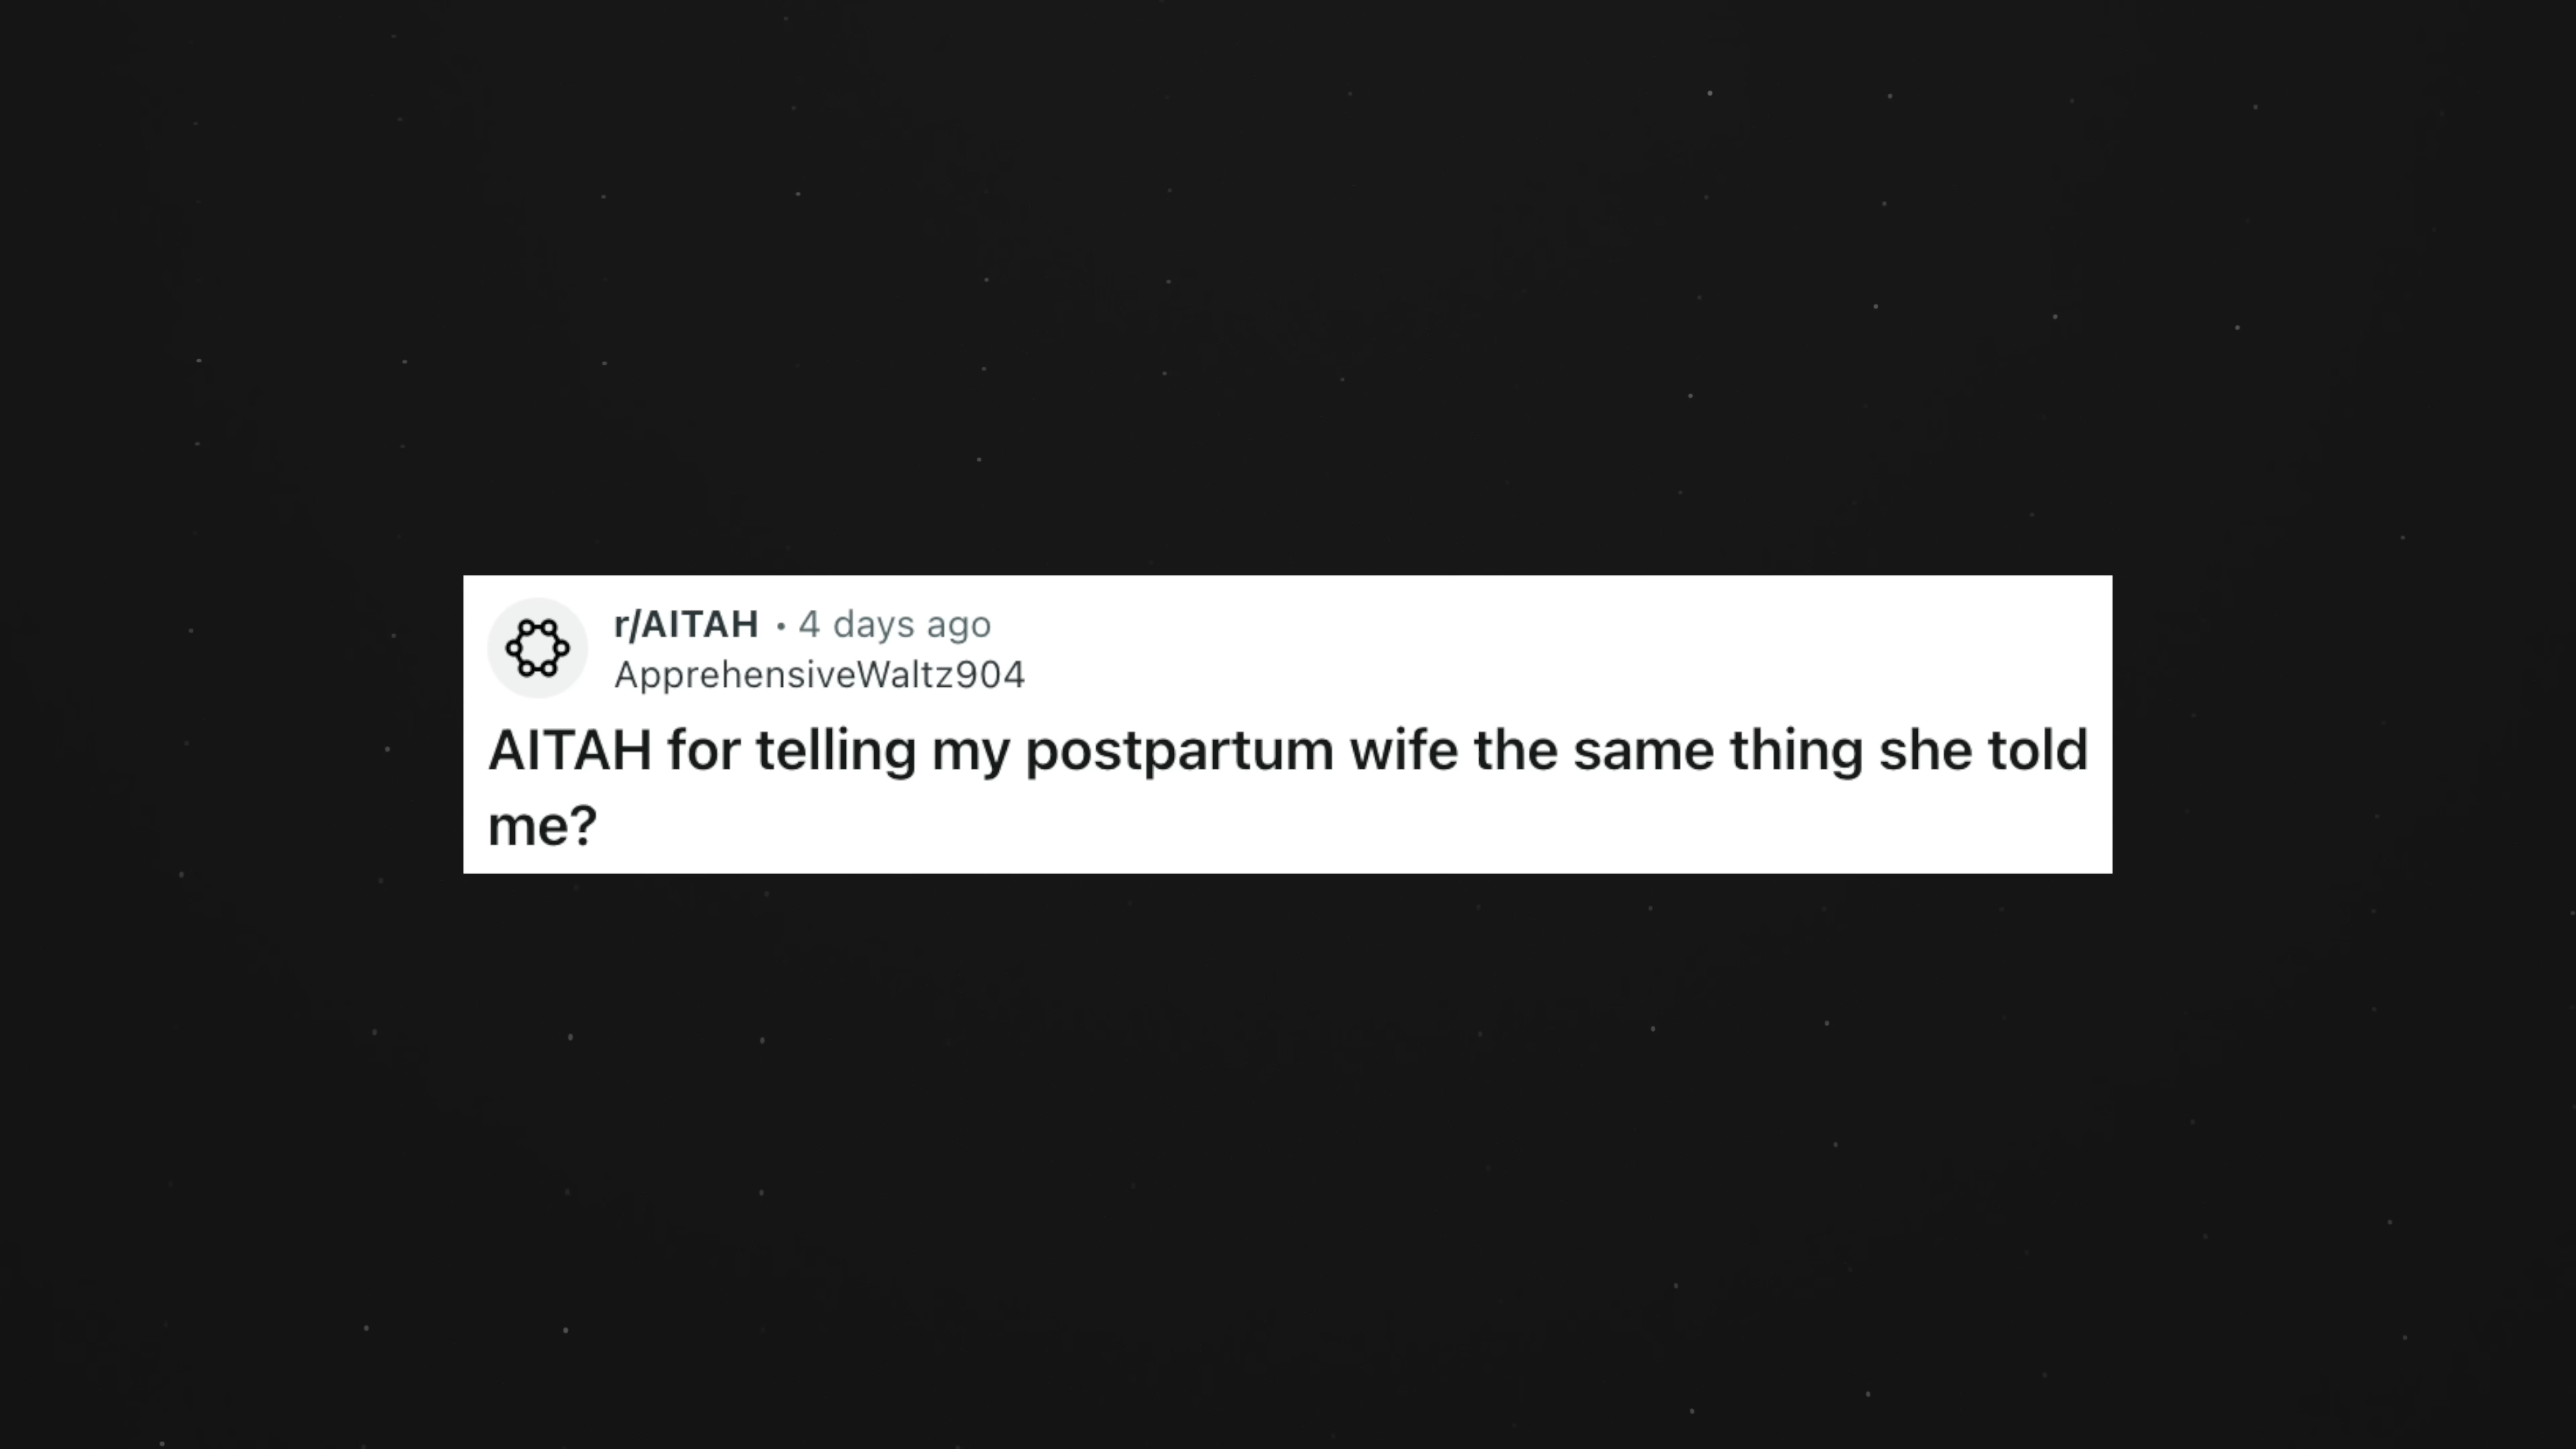 r/AITAH • 4 days ago
ApprehensiveWaltz904
AITAH for telling my postpartum wife the same thing she told
me?